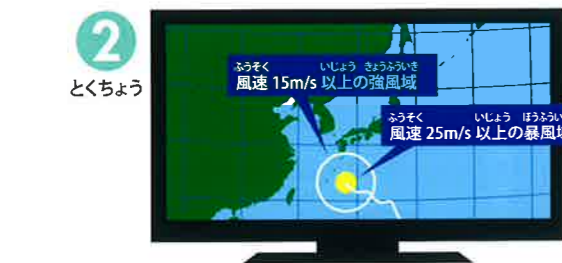 2
とくちょう
ふうそく いじょう きょうふういき
風速 15m/s 以上の強風域
ふうそく いじょう ぼうふうい
風速 25m/s 以上の暴風域